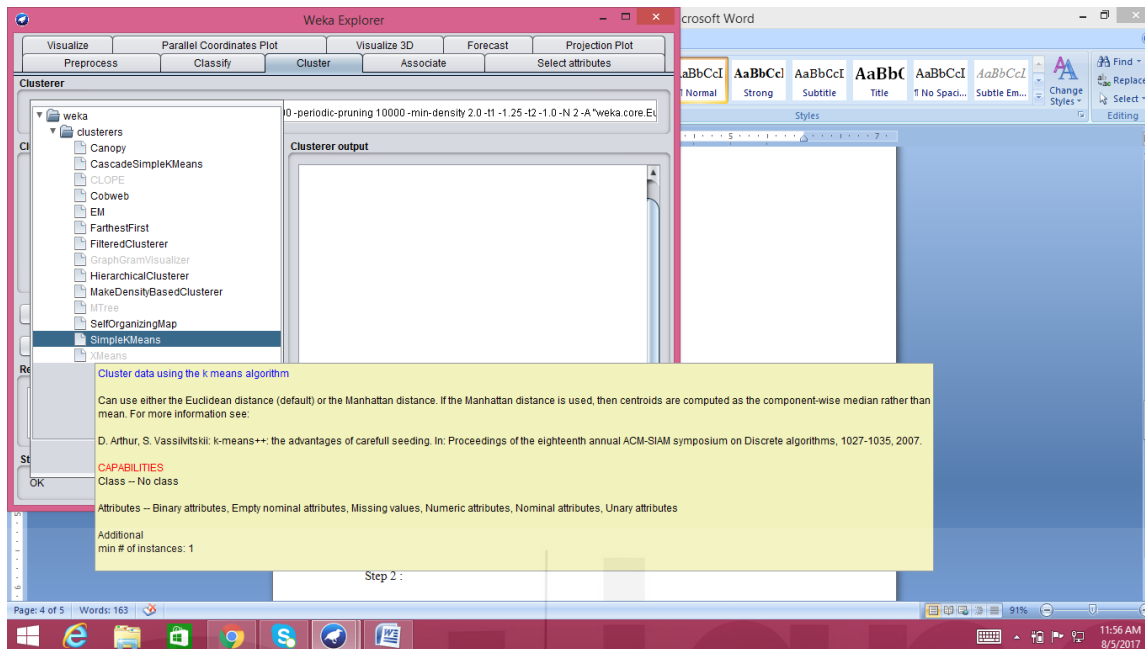 Weka Explorer
crosoft Word
Visualize Parallel Coordinates Plot Visualize 3D Forecast Projection Plot
Preprocess Classify Cluster Associate Select attributes
Clusterer
-periodic-pruning 10000 -min-density 2.0 -t1 -1.25 -t2 -1.0 -N 2 -A "weka.core.Eu
weka
clusterers
Canopy
CascadeSimpleKMeans
CLOPE
Cobweb
EM
FarthestFirst
FilteredClusterer
GraphGramVisualizer
HierarchicalClusterer
MakeDensityBasedClusterer
MTree
SelfOrganizingMap
SimpleKMeans
XMeans
Cl
Clusterer output
Re
St
OK
Cluster data using the k means algorithm
Can use either the Euclidean distance (default) or the Manhattan distance. If the Manhattan distance is used, then centroids are computed as the component-wise median rather than
mean. For more information see:
D. Arthur, S. Vassilvitskii: k-means++: the advantages of carefull seeding. In: Proceedings of the eighteenth annual ACM-SIAM symposium on Discrete algorithms, 1027-1035, 2007.
CAPABILITIES
Class -- No class
Attributes -- Binary attributes, Empty nominal attributes, Missing values, Numeric attributes, Nominal attributes, Unary attributes
Additional
min # of instances: 1
aBbCcI AaBbCcl AaBbCcI AaBb( AaBbCcI AaBbCcL
¶ Normal Strong Subtitle Title ¶ No Spaci... Subtle Em...
Change
Styles
Styles
Find
Replace
Select
Editing
5 7
Step 2 :
Page: 4 of 5 Words: 163
91%
11:56 AM
8/5/2017